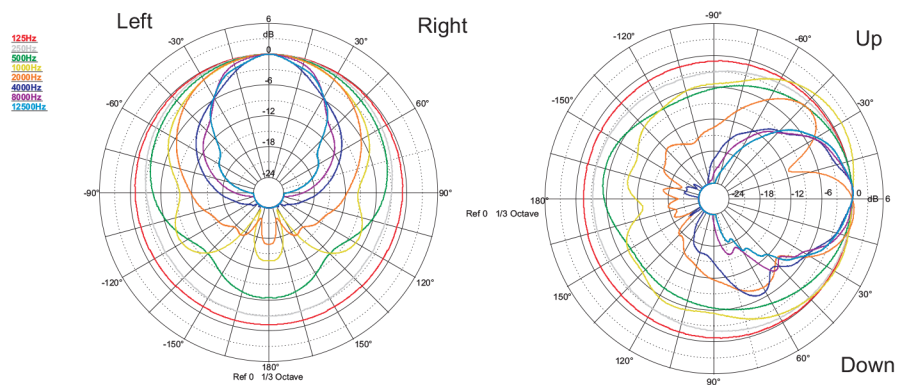 Left
Right
125Hz
250Hz
500Hz
1000Hz
2000Hz
4000Hz
8000Hz
12500Hz
6
dB
0
-6
-12
-18
-24
-30°
30°
-60°
60°
-90°
90°
-120°
120°
-150°
150°
180°
Ref 0 1/3 Octave
Up
-90°
-120°
-60°
-150°
-30°
180°
-24
-18
-12
-6
0
dB
6
Ref 0 1/3 Octave
150°
30°
120°
60°
90°
Down